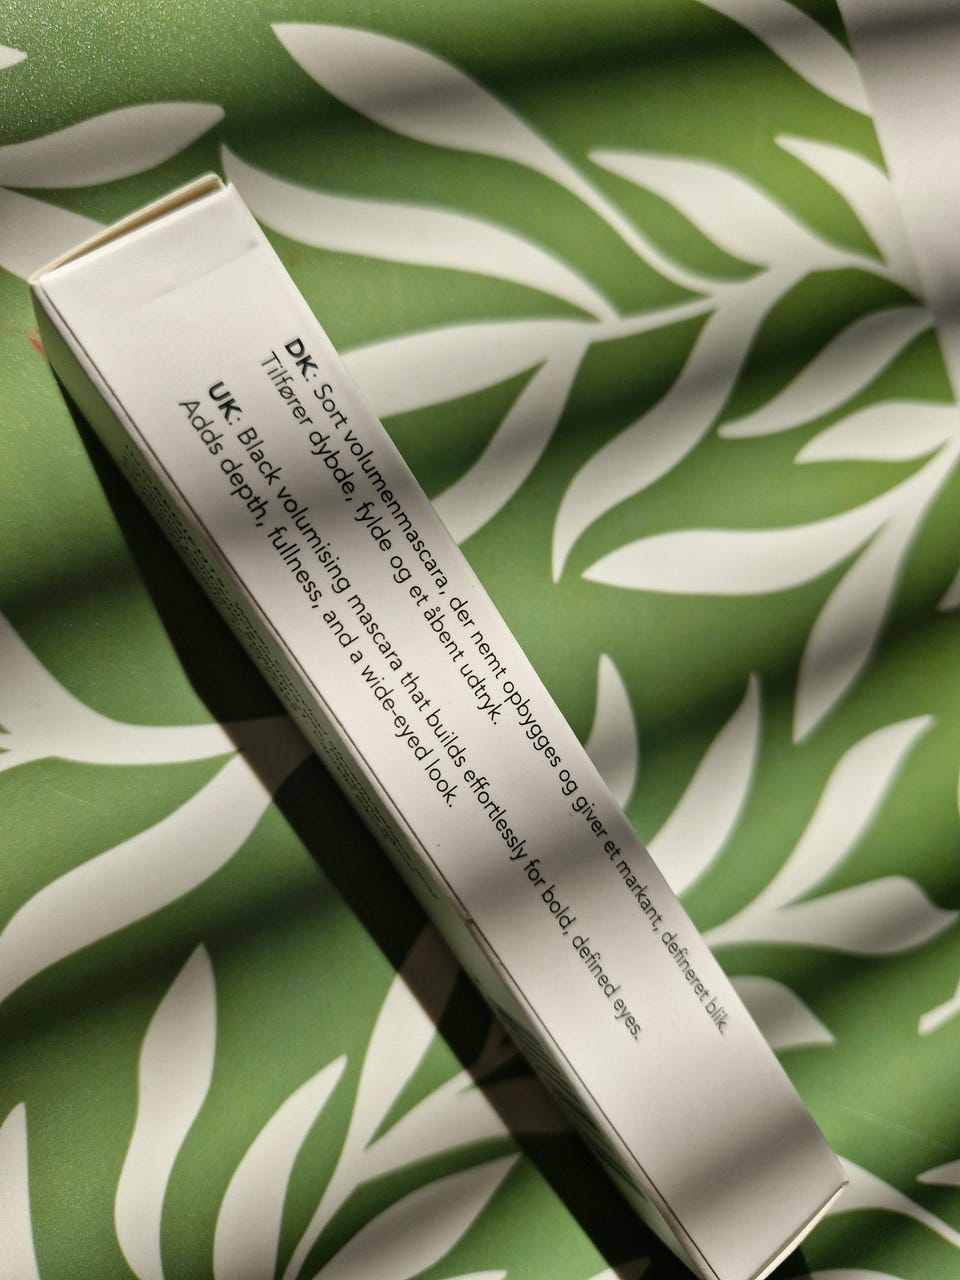 DK: Sort volumenmascara, der nemt opbygges og giver et markant, defineret blik.
Tilfører dybde, fylde og et åbent udtryk.
UK: Black volumising mascara that builds effortlessly for bold, defined eyes.
Adds depth, fullness, and a wide-eyed look.